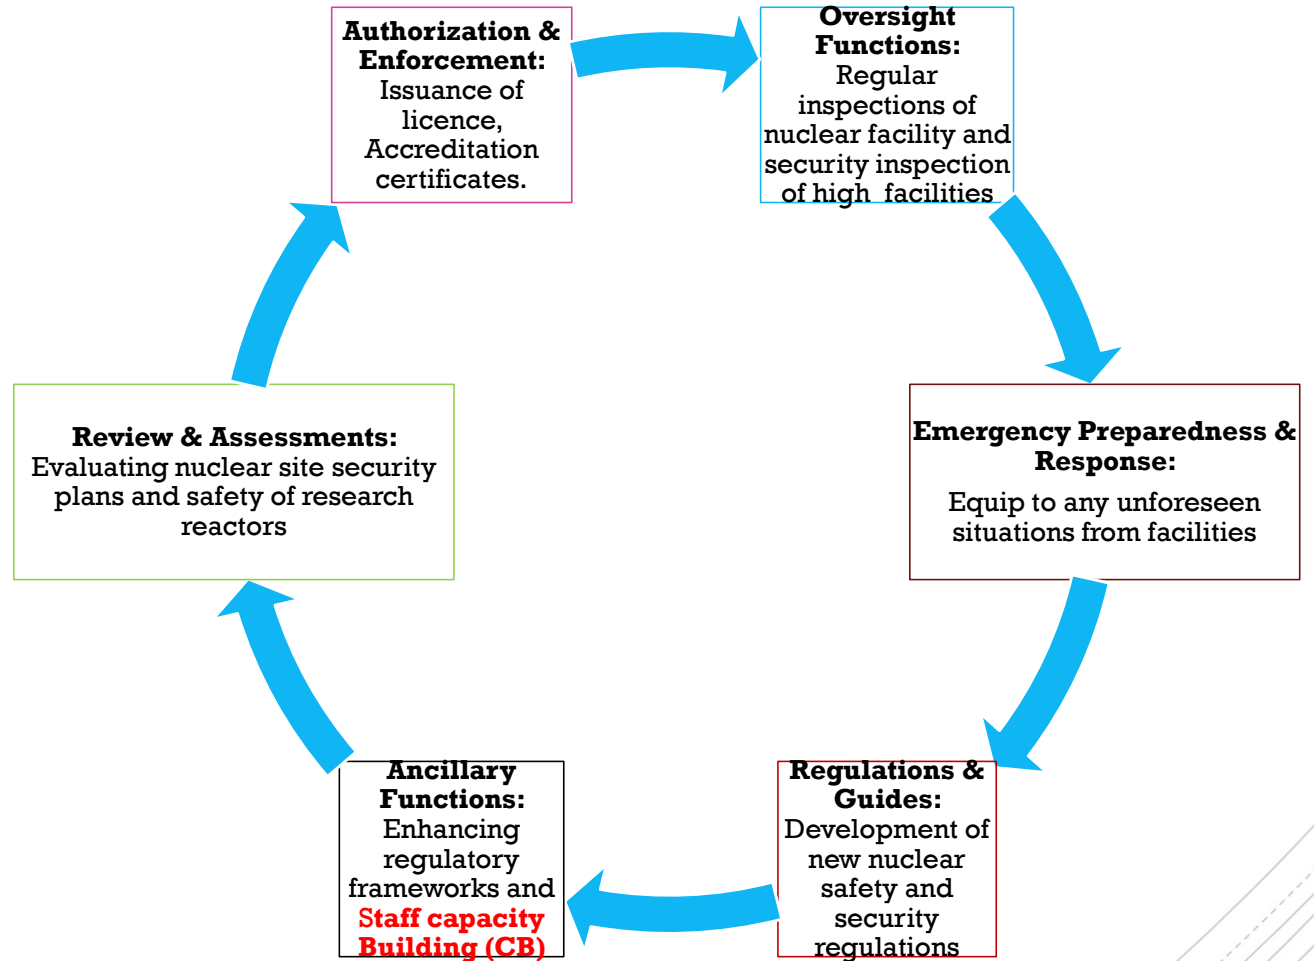 Authorization &
Enforcement:
Issuance of
licence,
Accreditation
certificates.
Oversight
Functions:
Regular
inspections of
nuclear facility and
security inspection
of high  facilities
Emergency Preparedness &
Response:
Equip to any unforeseen
situations from facilities
Regulations &
Guides:
Development of
new nuclear
safety and
security
regulations
Ancillary
Functions:
Enhancing
regulatory
frameworks and
Staff capacity
Building (CB)
Review & Assessments:
Evaluating nuclear site security
plans and safety of research
reactors